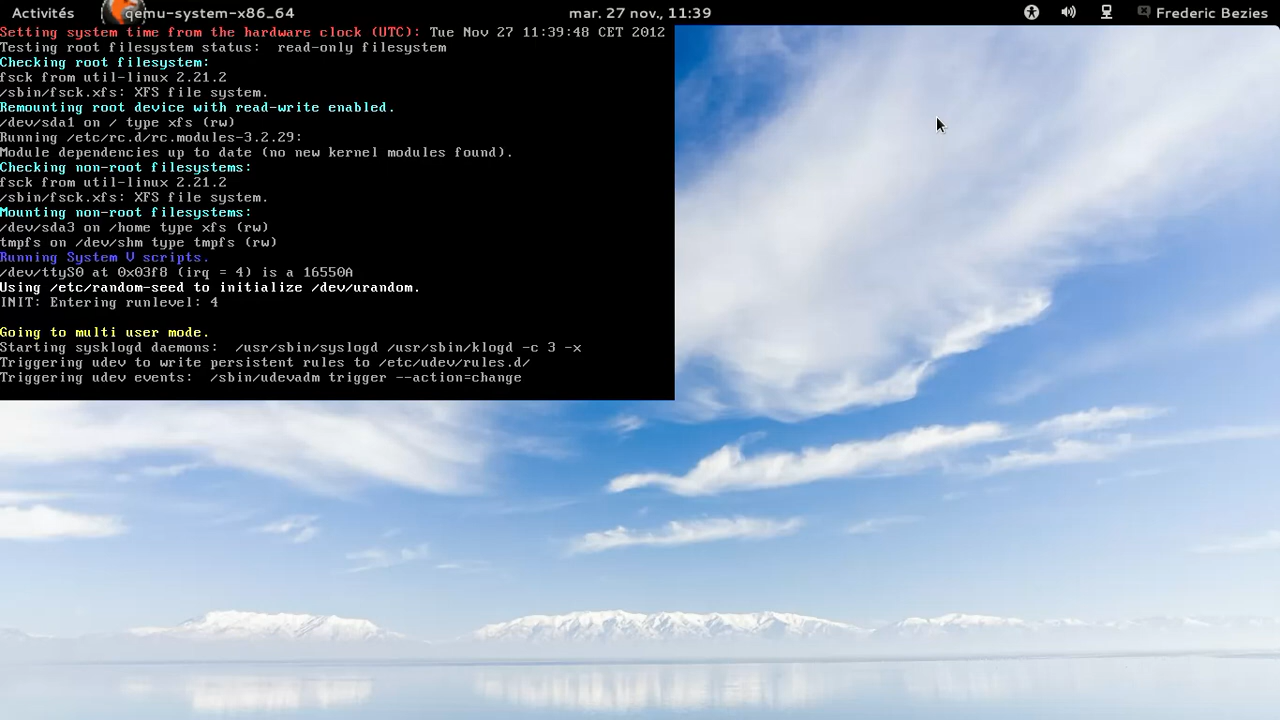 Activités qemu-system-x86_64 mar. 27 nov., 11:39 Frederic Bezies
Setting system time from the hardware clock (UTC): Tue Nov 27 11:39:48 CET 2012
Testing root filesystem status:  read-only filesystem
Checking root filesystem:
fsck from util-linux 2.21.2
/sbin/fsck.xfs: XFS file system.
Remounting root device with read-write enabled.
/dev/sda1 on / type xfs (rw)
Running /etc/rc.d/rc.modules-3.2.29:
Module dependencies up to date (no new kernel modules found).
Checking non-root filesystems:
fsck from util-linux 2.21.2
/sbin/fsck.xfs: XFS file system.
Mounting non-root filesystems:
/dev/sda3 on /home type xfs (rw)
tmpfs on /dev/shm type tmpfs (rw)
Running System V scripts.
/dev/ttyS0 at 0x03f8 (irq = 4) is a 16550A
Using /etc/random-seed to initialize /dev/urandom.
INIT: Entering runlevel: 4
Going to multi user mode.
Starting sysklogd daemons:  /usr/sbin/syslogd /usr/sbin/klogd -c 3 -x
Triggering udev to write persistent rules to /etc/udev/rules.d/
Triggering udev events:  /sbin/udevadm trigger --action=change